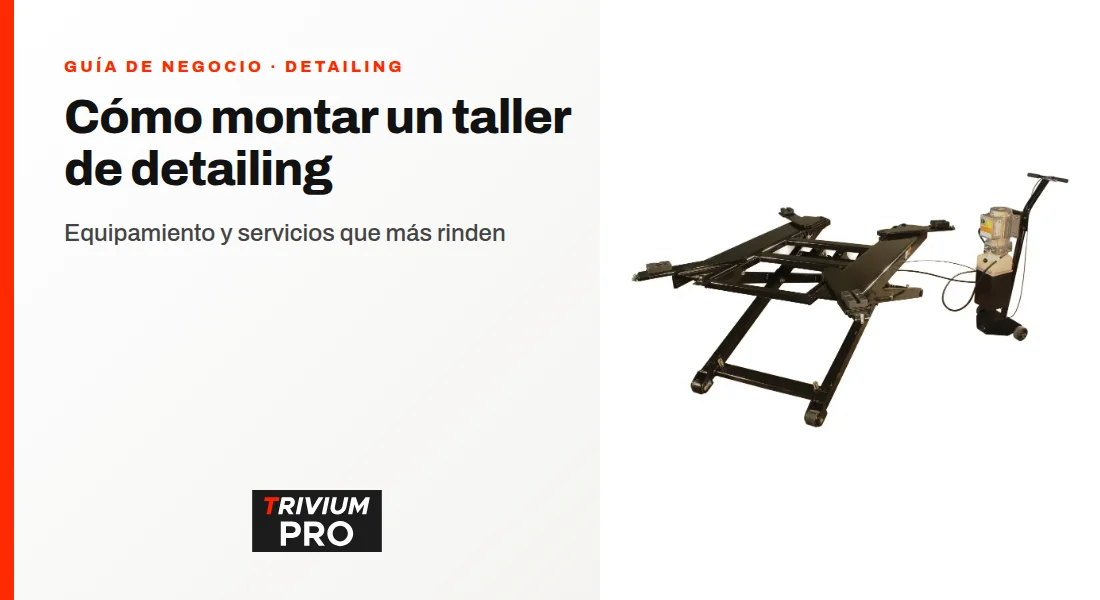 GUÍA DE NEGOCIO · DETAILING
Cómo montar un taller
de detailing
Equipamiento y servicios que más rinden
TRIVIUM
PRO